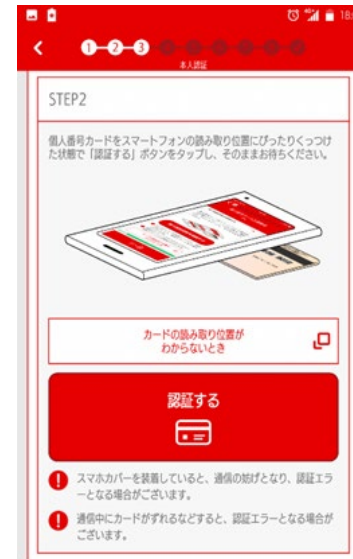 18:
1 2 3
本人認証
STEP2
個人番号カードをスマートフォンの読み取り位置にぴったりくっつけ
た状態で「認証する」ボタンをタップし、そのままお待ちください。
カードの読み取り位置が
わからないとき
認証する
スマホカバーを装着していると、通信の妨げとなり、認証エラ
ーとなる場合がございます。
通信中にカードがずれるなどすると、認証エラーとなる場合が
ございます。